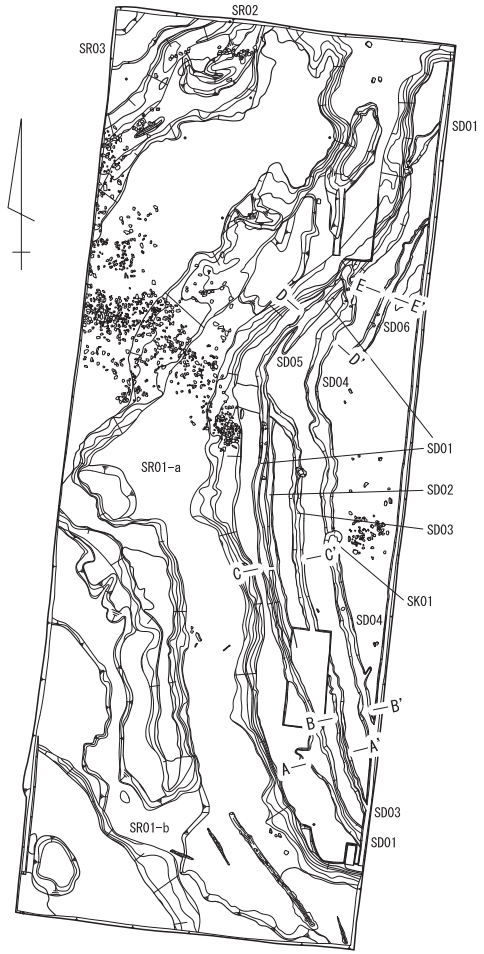 SR02
SR03
SD01
E
E'
D
SD06
D'
SD05
SD04
SD01
SR01-a
SD02
SD03
C
C'
SK01
SD04
B'
B
A'
A
SD03
SR01-b
SD01